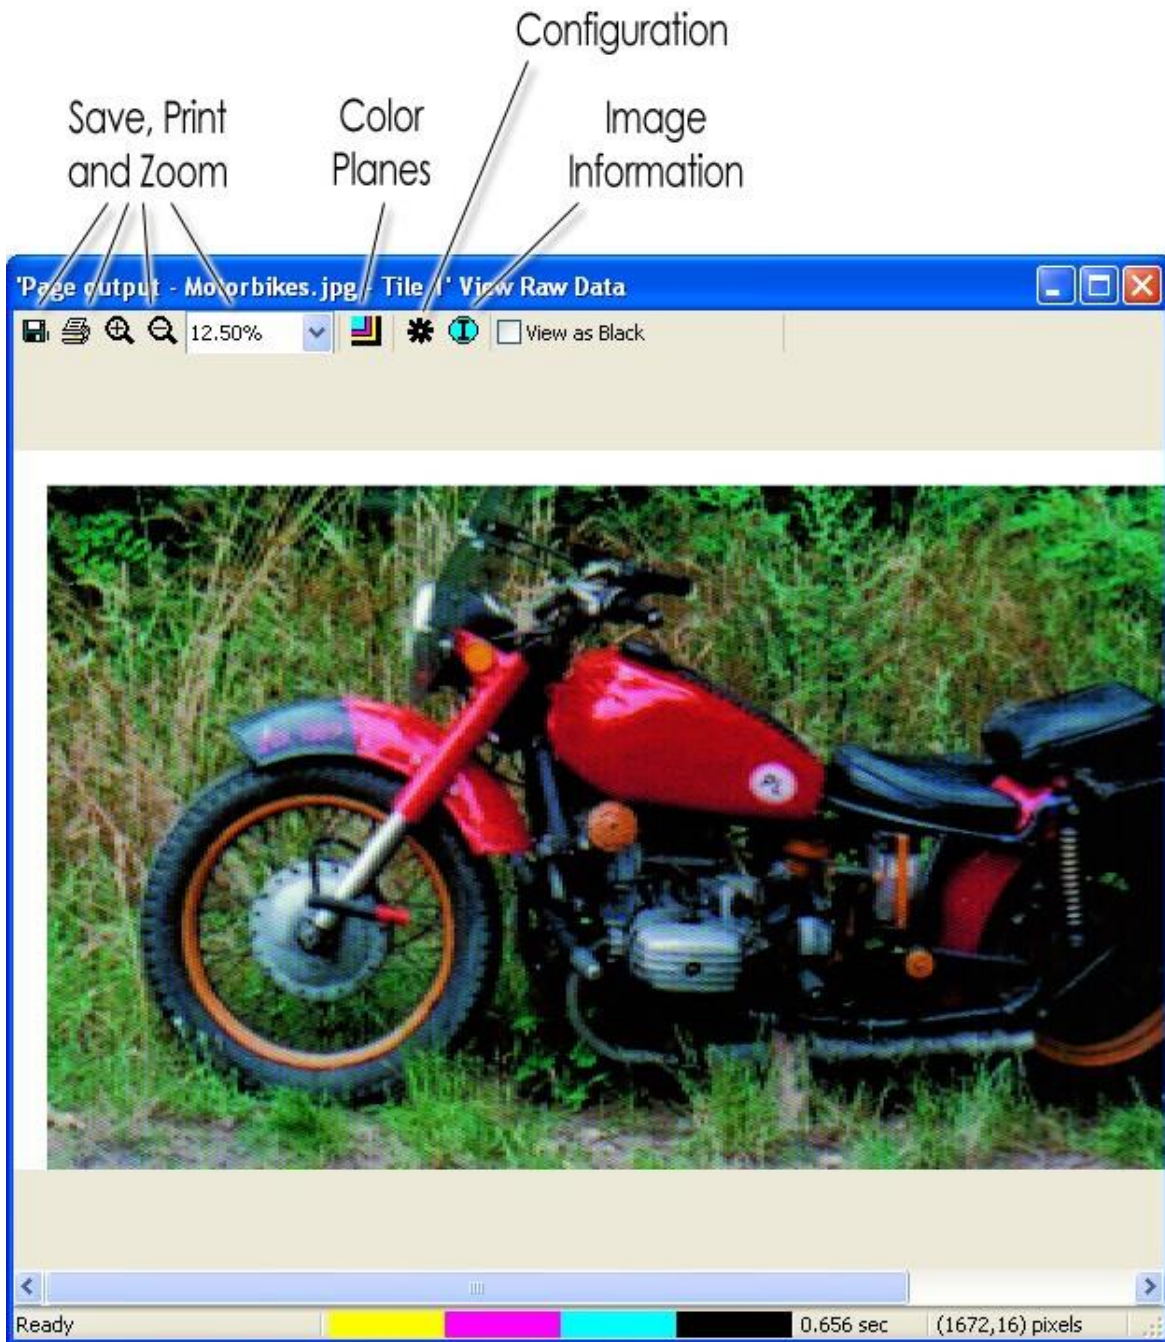 Configuration
Save, Print
and Zoom
Color
Planes
Image
Information
'Page output - Motorbikes.jpg - Tile 1' View Raw Data
12.50%
View as Black
Ready
0.656 sec
(1672,16) pixels